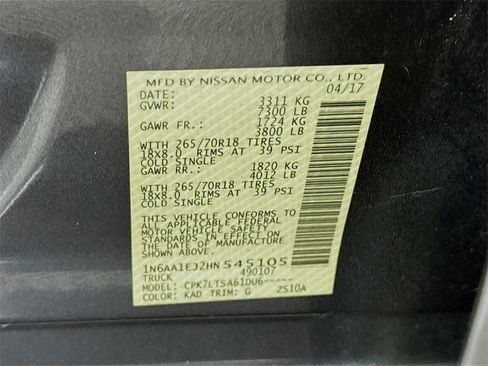 MFD BY NISSAN MOTOR CO., LTD.
DATE: 04/17
GVWR: 3311 KG
7300 LB
GAWR FR.: 1724 KG
3800 LB
WITH 265/70R18 TIRES
18x8.0 RIMS AT 39 PSI
COLD SINGLE
GAWR RR.: 1820 KG
4012 LB
WITH 265/70R18 TIRES
18x8.0 RIMS AT 39 PSI
COLD SINGLE
THIS VEHICLE CONFORMS TO
ALL APPLICABLE FEDERAL
MOTOR VEHICLE SAFETY
STANDARDS IN EFFECT ON THE
DATE OF MANUFACTURE
SHOWN ABOVE.
1N6AA1EJ2HN545105
TRUCK 490107
MODEL: CPK7LTSA61DU6-----
COLOR: KAD TRIM: G ZS10A